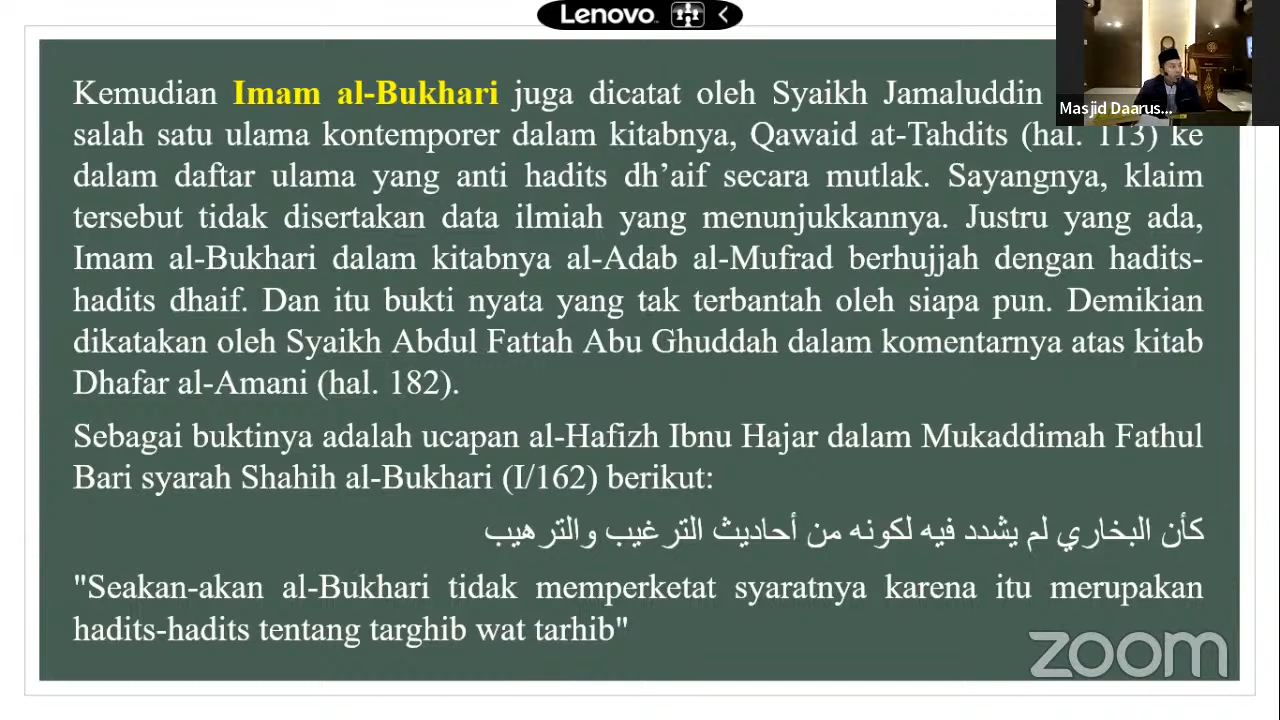 Lenovo
Kemudian Imam al-Bukhari juga dicatat oleh Syaikh Jamaluddin
Masjid Daarus...
salah satu ulama kontemporer dalam kitabnya, Qawaid at-Tahdits (hal. 113) ke
dalam daftar ulama yang anti hadits dh’aif secara mutlak. Sayangnya, klaim
tersebut tidak disertakan data ilmiah yang menunjukkannya. Justru yang ada,
Imam al-Bukhari dalam kitabnya al-Adab al-Mufrad berhujjah dengan hadits-
hadits dhaif. Dan itu bukti nyata yang tak terbantah oleh siapa pun. Demikian
dikatakan oleh Syaikh Abdul Fattah Abu Ghuddah dalam komentarnya atas kitab
Dhafar al-Amani (hal. 182).
Sebagai buktinya adalah ucapan al-Hafizh Ibnu Hajar dalam Mukaddimah Fathul
Bari syarah Shahih al-Bukhari (I/162) berikut:
كأن البخاري لم يشدد فيه لكونه من أحاديث الترغيب والترهيب
"Seakan-akan al-Bukhari tidak memperketat syaratnya karena itu merupakan
hadits-hadits tentang targhib wat tarhib"
zoom